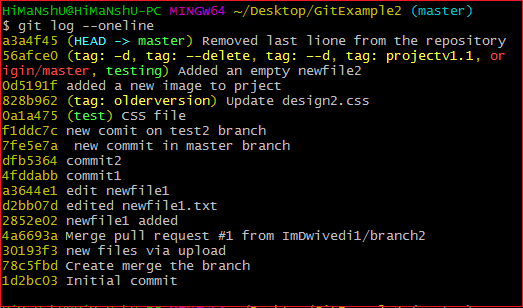 HiMaNshU@HiMaNshU-PC MINGW64 ~/Desktop/GitExample2 (master)
$ git log --oneline
a3a4f45 (HEAD -> master) Removed last lione from the repository
56afce0 (tag: -d, tag: --delete, tag: --d, tag: projectv1.1, or
igin/master, testing) Added an empty newfile2
0d5191f added a new image to prject
828b962 (tag: olderversion) Update design2.css
0a1a475 (test) CSS file
f1ddc7c new comit on test2 branch
7fe5e7a  new commit in master branch
dfb5364 commit2
4fddabb commit1
a3644e1 edit newfile1
d2bb07d edited newfile1.txt
2852e02 newfile1 added
4a6693a Merge pull request #1 from ImDwivedi1/branch2
30193f3 new files via upload
78c5fbd Create merge the branch
1d2bc03 Initial commit